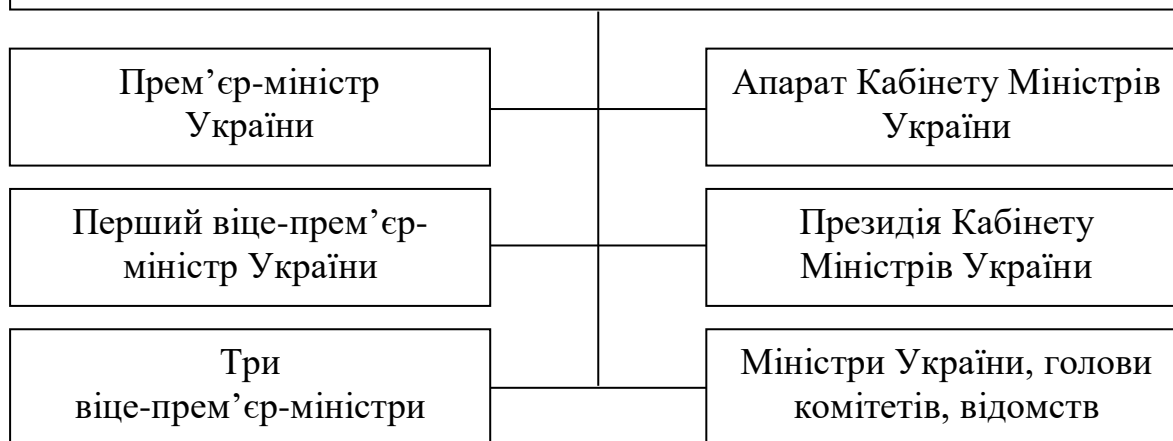 Прем’єр-міністр
України
Апарат Кабінету Міністрів
України
Перший віце-прем’єр-
міністр України
Президія Кабінету
Міністрів України
Три
віце-прем’єр-міністри
Міністри України, голови
комітетів, відомств